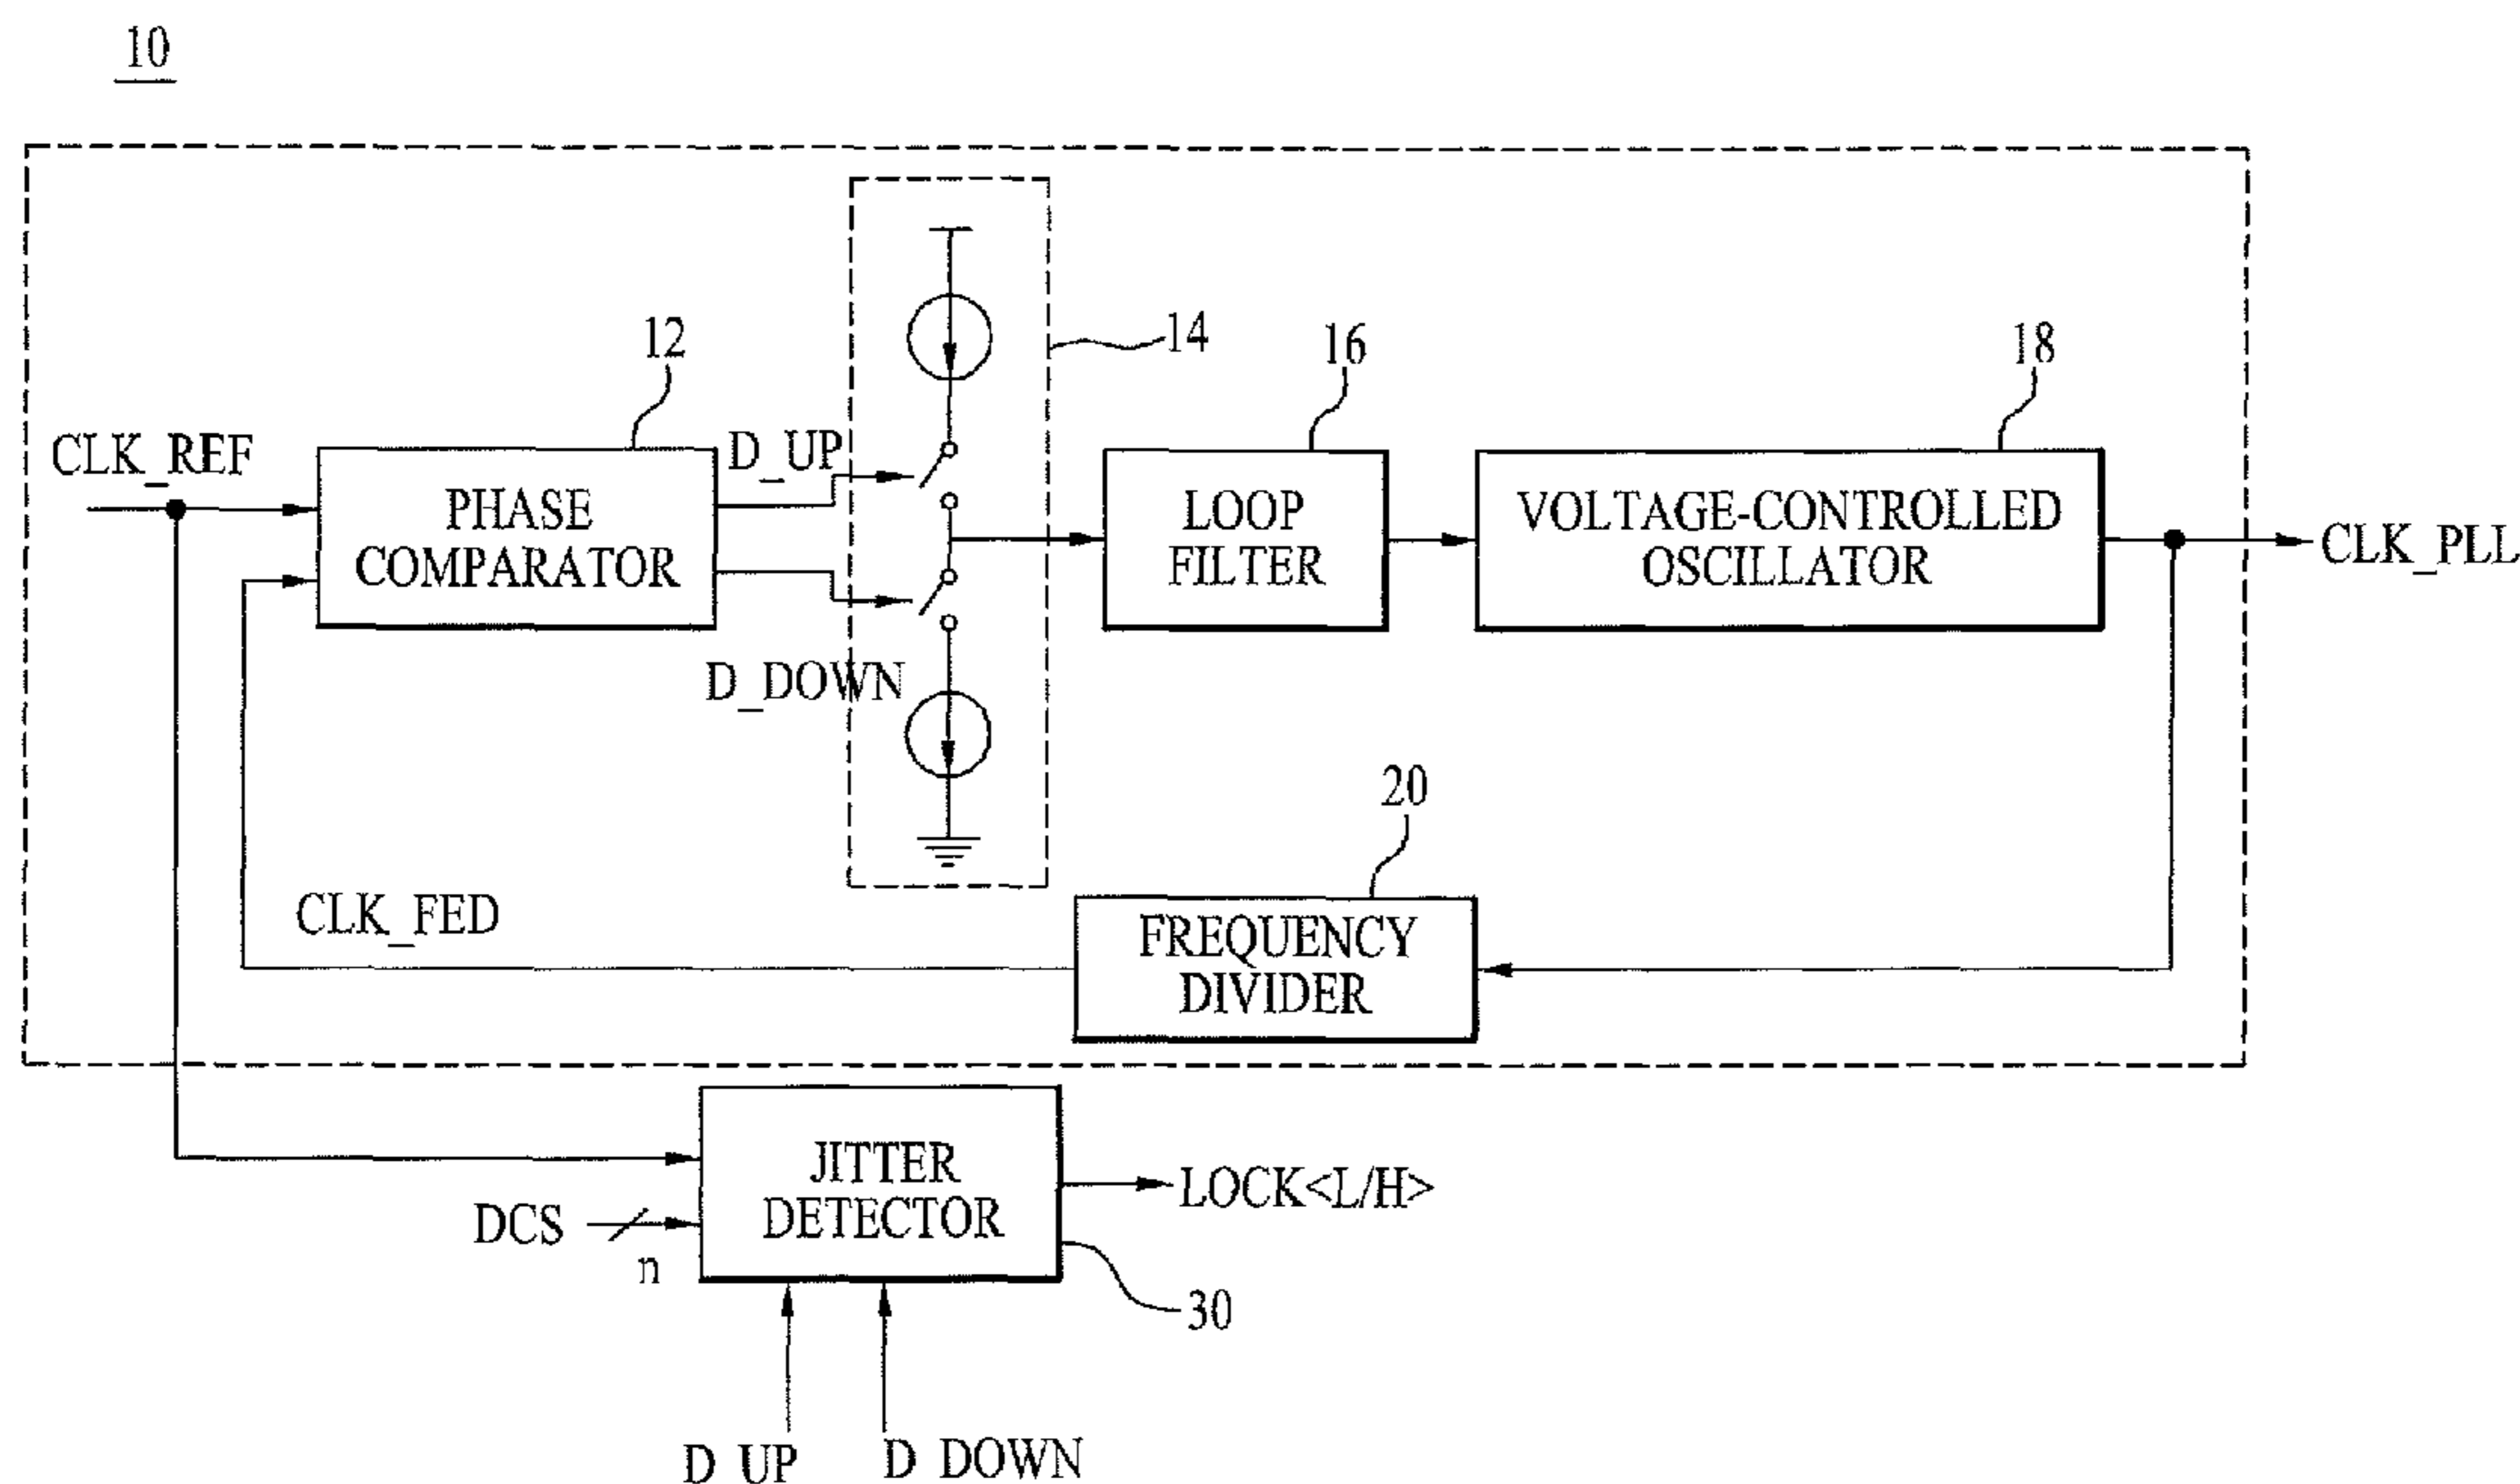 10
12
14
16
18
CLK_REF
D_UP
PHASE
COMPARATOR
LOOP
FILTER
VOLTAGE-CONTROLLED
OSCILLATOR
CLK_PLL
D_DOWN
20
CLK_FED
FREQUENCY
DIVIDER
JITTER
DETECTOR
LOCK<L/H>
DCS
n
30
D_UP
D_DOWN